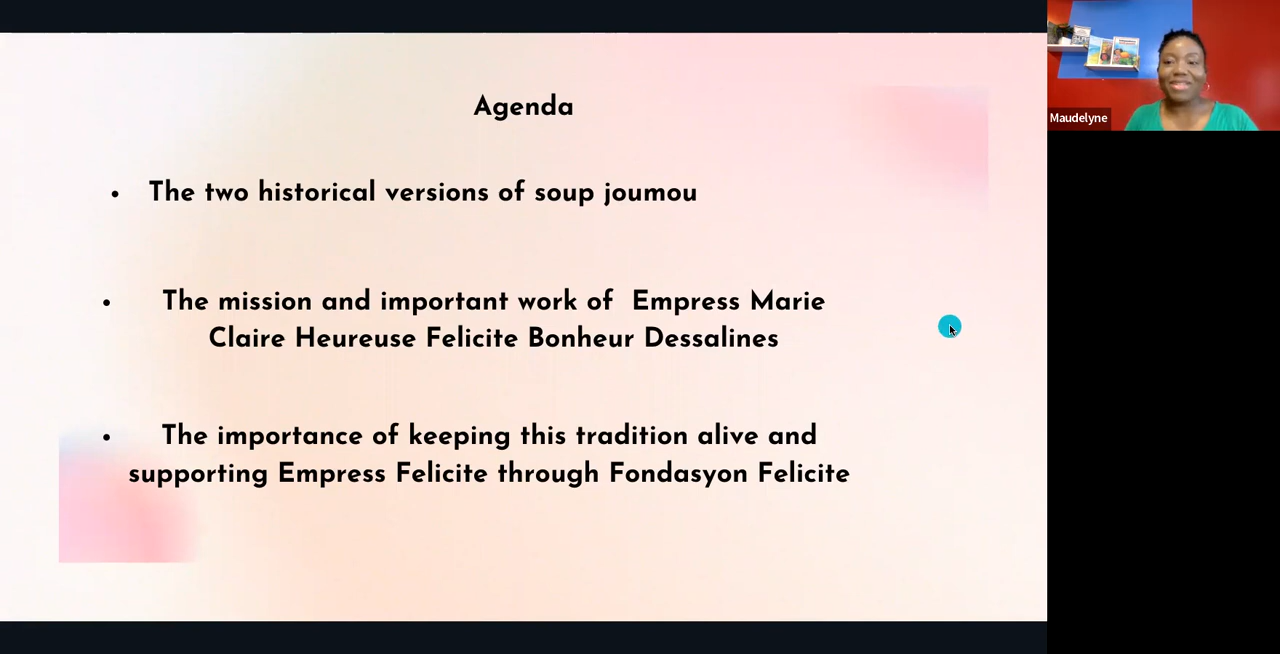 Agenda
• The two historical versions of soup joumou
• The mission and important work of Empress Marie
Claire Heureuse Felicite Bonheur Dessalines
• The importance of keeping this tradition alive and
supporting Empress Felicite through Fondasyon Felicite
Maudelyne